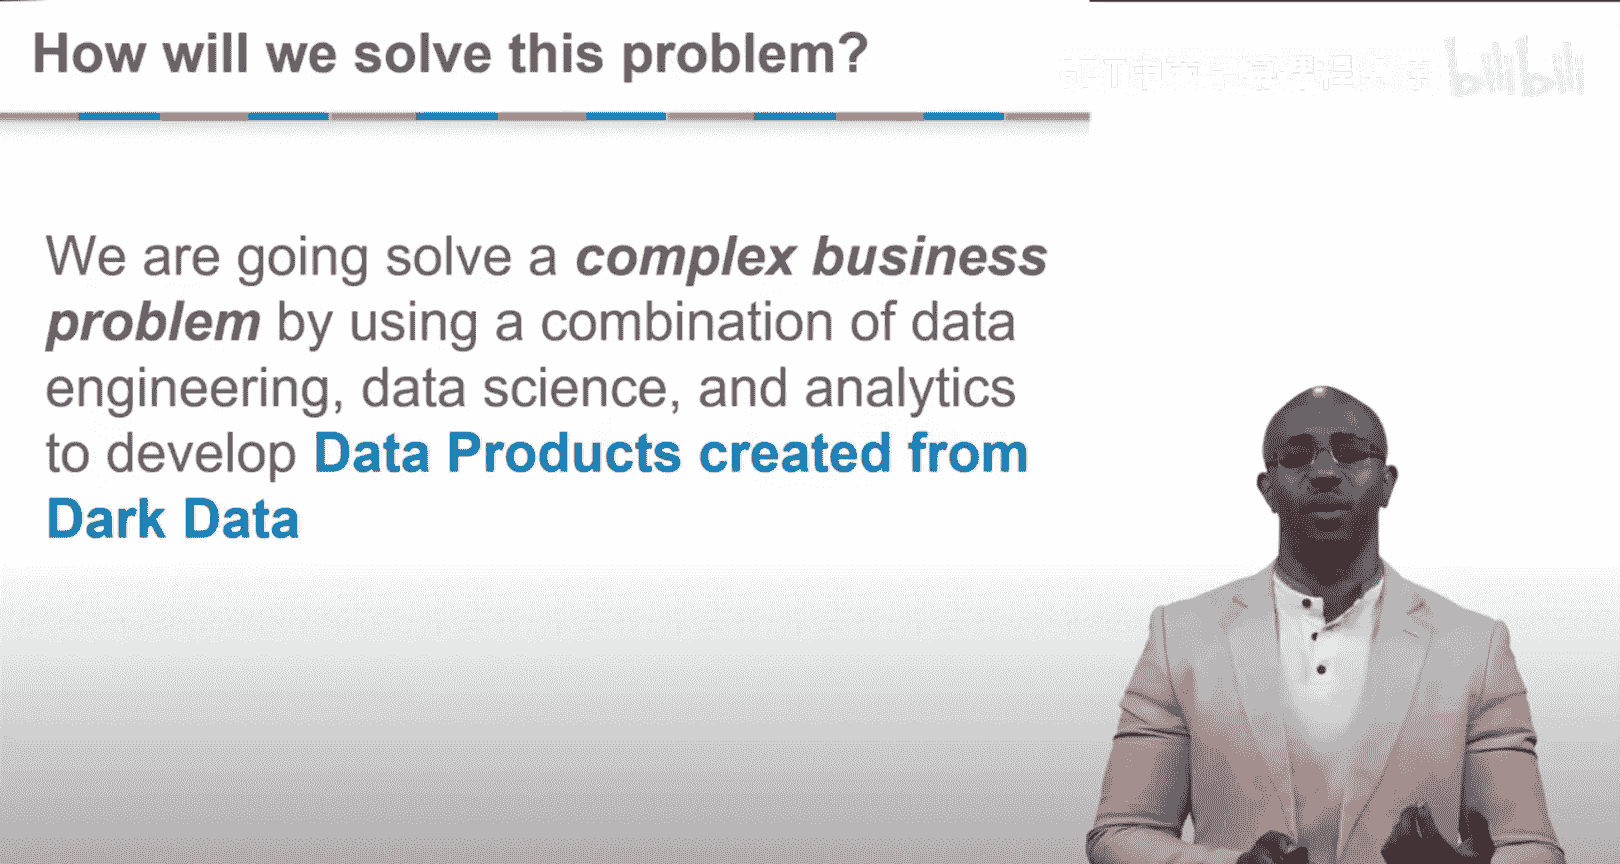 How will we solve this problem?
bilibili
We are going solve a complex business
problem by using a combination of data
engineering, data science, and analytics
to develop Data Products created from
Dark Data